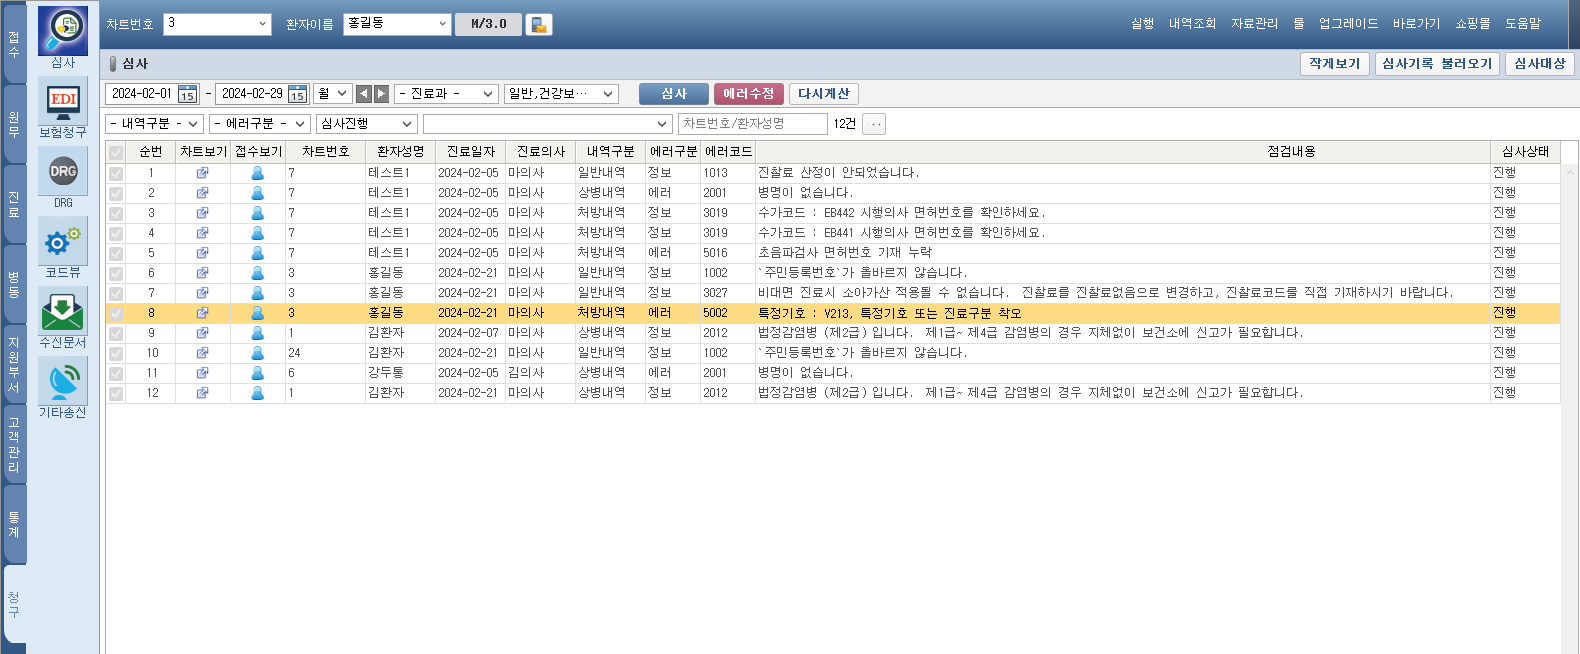 차트번호 3 환자이름 홍길동 M/3.0 실행 내역조회 자료관리 툴 업그레이드 바로가기 쇼핑몰 도움말
접수
원무
진료
병동
지원부서
고객관리
통계
청구
심사
EDI
보험청구
DRG
DRG
코드뷰
수신문서
기타송신
심사 작게보기 심사기록 불러오기 심사대상
2024-02-01 15 - 2024-02-29 15 월 ◀ ▶ - 진료과 - 일반,건강보… 심사 에러수정 다시계산
- 내역구분 - - 에러구분 - 심사진행 차트번호/환자성명 12건 ..
순번 차트보기 접수보기 차트번호 환자성명 진료일자 진료의사 내역구분 에러구분 에러코드 점검내용 심사상태
1 7 테스트1 2024-02-05 마의사 일반내역 정보 1013 진찰료 산정이 안되었습니다. 진행
2 7 테스트1 2024-02-05 마의사 상병내역 에러 2001 병명이 없습니다. 진행
3 7 테스트1 2024-02-05 마의사 처방내역 정보 3019 수가코드 : EB442 시행의사 면허번호를 확인하세요. 진행
4 7 테스트1 2024-02-05 마의사 처방내역 정보 3019 수가코드 : EB441 시행의사 면허번호를 확인하세요. 진행
5 7 테스트1 2024-02-05 마의사 처방내역 에러 5016 초음파검사 면허번호 기재 누락 진행
6 3 홍길동 2024-02-21 마의사 일반내역 정보 1002 `주민등록번호`가 올바르지 않습니다. 진행
7 3 홍길동 2024-02-21 마의사 일반내역 정보 3027 비대면 진료시 소아가산 적용될 수 없습니다. 진찰료를 진찰료없음으로 변경하고, 진찰료코드를 직접 기재하시기 바랍니다. 진행
8 3 홍길동 2024-02-21 마의사 처방내역 에러 5002 특정기호 : V213, 특정기호 또는 진료구분 착오 진행
9 1 김환자 2024-02-07 마의사 상병내역 정보 2012 법정감염병 (제2급) 입니다. 제1급~ 제4급 감염병의 경우 지체없이 보건소에 신고가 필요합니다. 진행
10 24 김환자 2024-02-21 마의사 일반내역 정보 1002 `주민등록번호`가 올바르지 않습니다. 진행
11 6 강두통 2024-02-05 김의사 상병내역 에러 2001 병명이 없습니다. 진행
12 1 김환자 2024-02-21 마의사 상병내역 정보 2012 법정감염병 (제2급) 입니다. 제1급~ 제4급 감염병의 경우 지체없이 보건소에 신고가 필요합니다. 진행